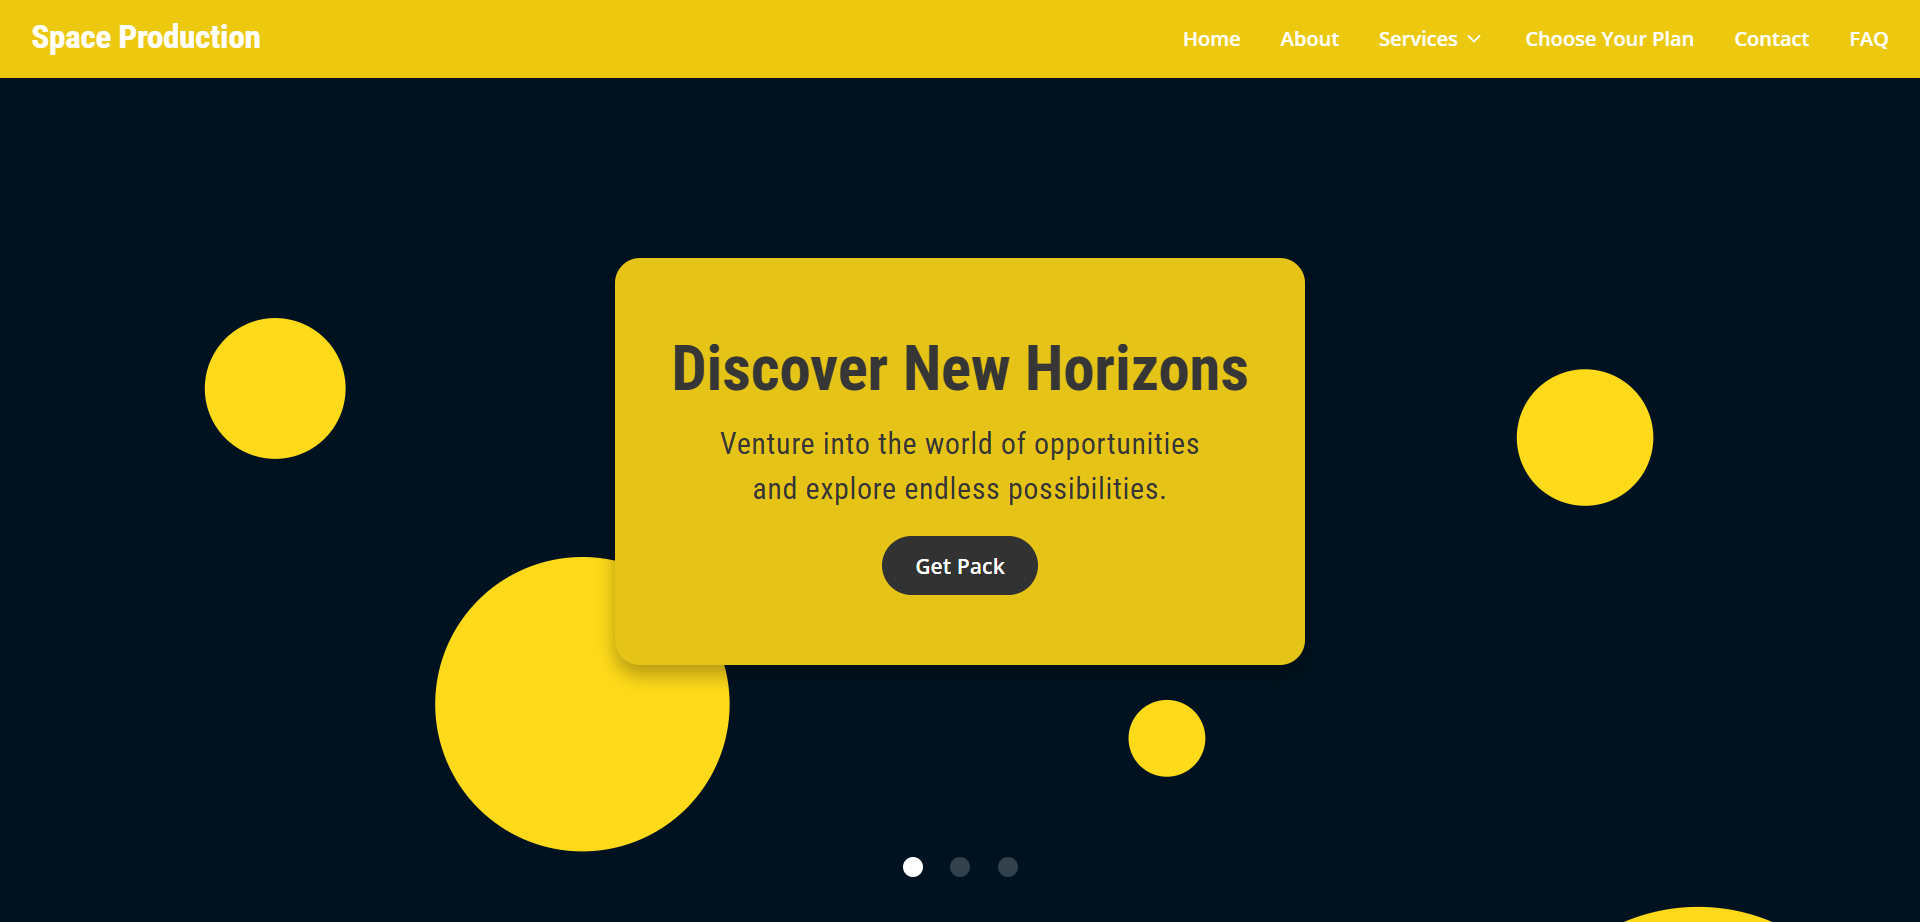 Space Production
Home About Services Choose Your Plan Contact FAQ
Discover New Horizons
Venture into the world of opportunities
and explore endless possibilities.
Get Pack